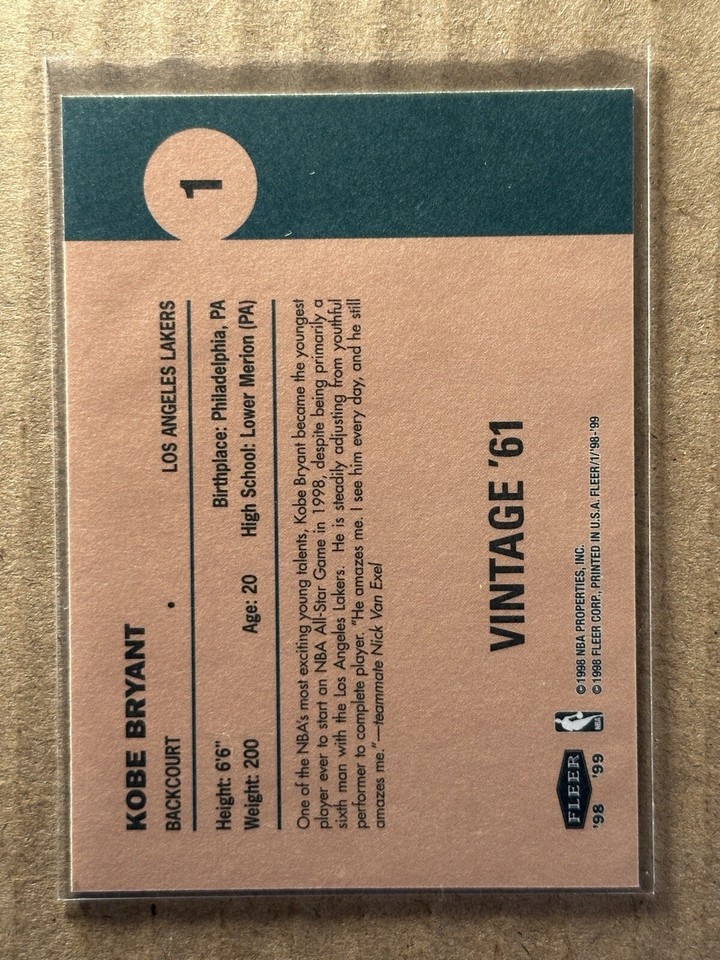 1
KOBE BRYANT
BACKCOURT • LOS ANGELES LAKERS
Height: 6'6" Birthplace: Philadelphia, PA
Weight: 200 Age: 20 High School: Lower Merion (PA)
One of the NBA's most exciting young talents, Kobe Bryant became the youngest
player ever to start an NBA All-Star Game in 1998, despite being primarily a
sixth man with the Los Angeles Lakers. He is steadily adjusting from youthful
performer to complete player. "He amazes me. I see him every day, and he still
amazes me."—teammate Nick Van Exel
VINTAGE '61
FLEER
'98 '99
NBA
© 1998 NBA PROPERTIES, INC.
© 1998 FLEER CORP., PRINTED IN U.S.A. FLEER/1/'98-'99